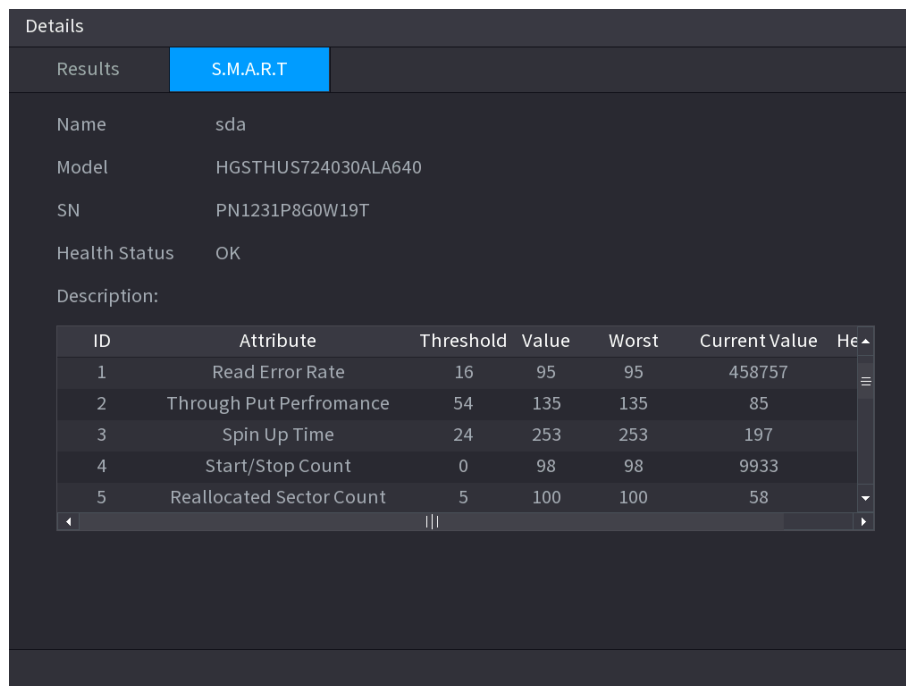 Details
Results S.M.A.R.T
Name sda
Model HGSTHUS724030ALA640
SN PN1231P8G0W19T
Health Status OK
Description:
ID Attribute Threshold Value Worst Current Value He
1 Read Error Rate 16 95 95 458757
2 Through Put Perfromance 54 135 135 85
3 Spin Up Time 24 253 253 197
4 Start/Stop Count 0 98 98 9933
5 Reallocated Sector Count 5 100 100 58